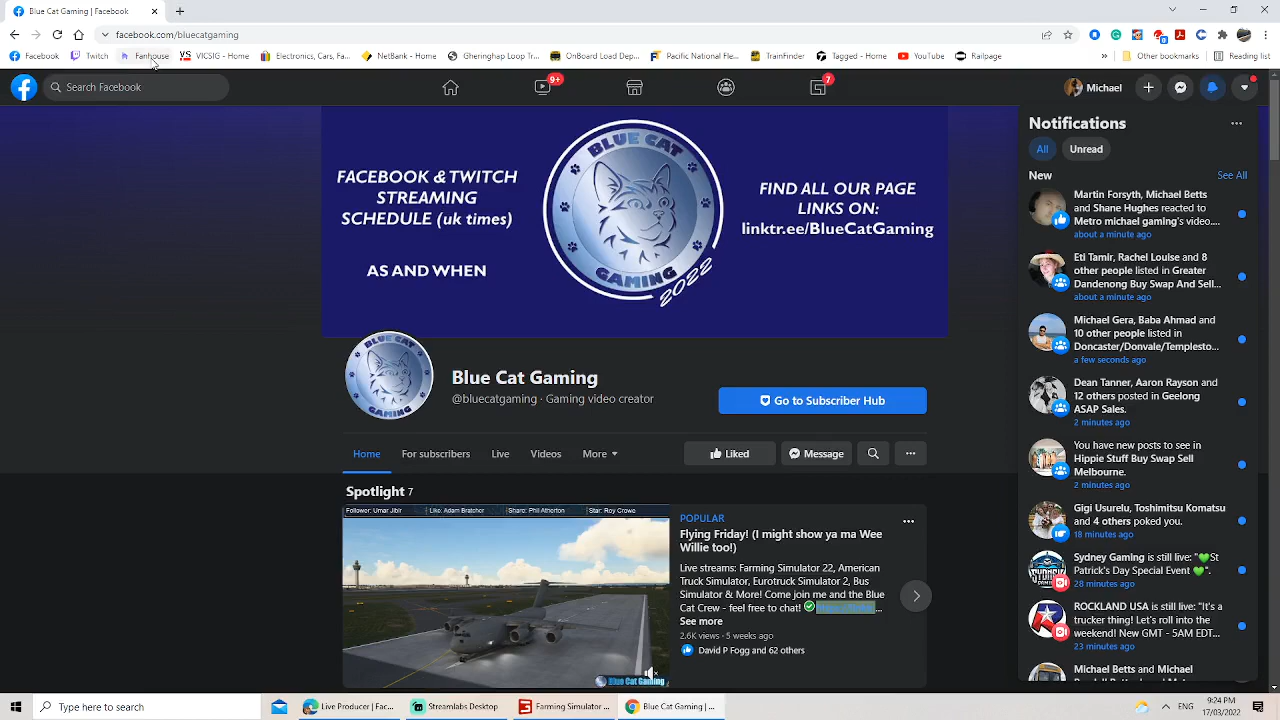 Blue Cat Gaming | Facebook
facebook.com/bluecatgaming
Facebook
Twitch
Fanhouse
VS VICSIG - Home
Electronics, Cars, Fa...
NetBank - Home
Gheringhap Loop Tr...
OnBoard Load Dep...
Pacific National Fle...
TrainFinder
Tagged - Home
YouTube
Railpage
»
Other bookmarks
Reading list
Search Facebook
9+
7
Michael
FACEBOOK & TWITCH
STREAMING
SCHEDULE (uk times)
AS AND WHEN
BLUE CAT
GAMING
2022
FIND ALL OUR PAGE
LINKS ON:
linktr.ee/BlueCatGaming
BLUE CAT
GAMING
Blue Cat Gaming
@bluecatgaming · Gaming video creator
Go to Subscriber Hub
Home
For subscribers
Live
Videos
More
Liked
Message
Spotlight 7
Follower: Umar Jibir
Like: Adam Bratcher
Share: Phil Atherton
Star: Roy Crowe
Blue Cat Gaming
POPULAR
Flying Friday! (I might show ya ma Wee
Willie too!)
Live streams: Farming Simulator 22, American
Truck Simulator, Eurotruck Simulator 2, Bus
Simulator & More! Come join me and the Blue
Cat Crew - feel free to chat!
See more
2.6K views · 5 weeks ago
David P Fogg and 62 others
Notifications
All
Unread
New
See All
Martin Forsyth, Michael Betts
and Shane Hughes reacted to
Metro michael gaming's video....
about a minute ago
Eti Tamir, Rachel Louise and 8
other people listed in Greater
Dandenong Buy Swap And Sell...
about a minute ago
Michael Gera, Baba Ahmad and
10 other people listed in
Doncaster/Donvale/Templesto...
a few seconds ago
Dean Tanner, Aaron Rayson and
12 others posted in Geelong
ASAP Sales.
2 minutes ago
You have new posts to see in
Hippie Stuff Buy Swap Sell
Melbourne.
2 minutes ago
Gigi Usurelu, Toshimitsu Komatsu
and 4 others poked you.
18 minutes ago
Sydney Gaming is still live: "💚St
Patrick's Day Special Event 💚".
28 minutes ago
ROCKLAND USA is still live: "It's a
trucker thing! Let's roll into the
weekend! New GMT - 5AM EDT...
23 minutes ago
Michael Betts and Michael
Type here to search
Live Producer | Fac...
Streamlabs Desktop
Farming Simulator ...
Blue Cat Gaming | ...
9:24 PM
17/03/2022